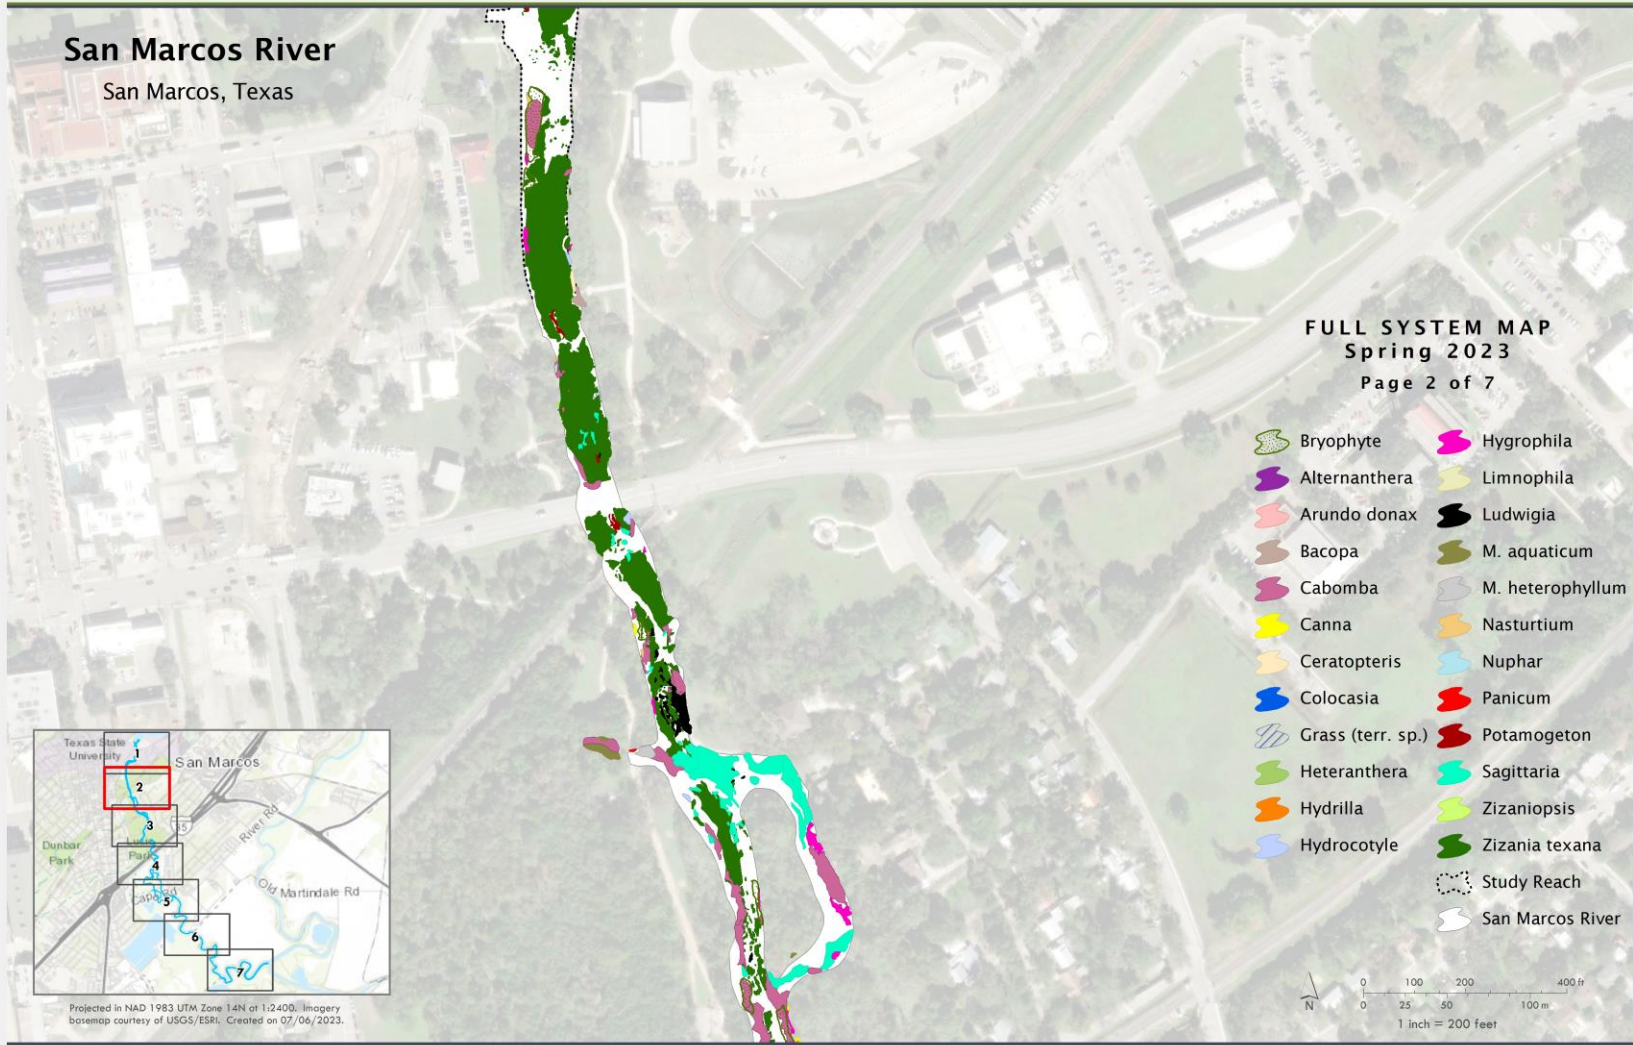 San Marcos River
San Marcos, Texas
FULL SYSTEM MAP
Spring 2023
Page 2 of 7
Bryophyte
Alternanthera
Arundo donax
Bacopa
Cabomba
Canna
Ceratopteris
Colocasia
Grass (terr. sp.)
Heteranthera
Hydrilla
Hydrocotyle
Hygrophila
Limnophila
Ludwigia
M. aquaticum
M. heterophyllum
Nasturtium
Nuphar
Panicum
Potamogeton
Sagittaria
Zizaniopsis
Zizania texana
Study Reach
San Marcos River
N
0 100 200 400 ft
0 25 50 100 m
1 inch = 200 feet
Texas State
University
San Marcos
1
2
3
35
River Rd
Dunbar
Park
Park
4
Old Martindale Rd
5
6
7
Projected in NAD 1983 UTM Zone 14N at 1:2400. Imagery
basemap courtesy of USGS/ESRI. Created on 07/06/2023.